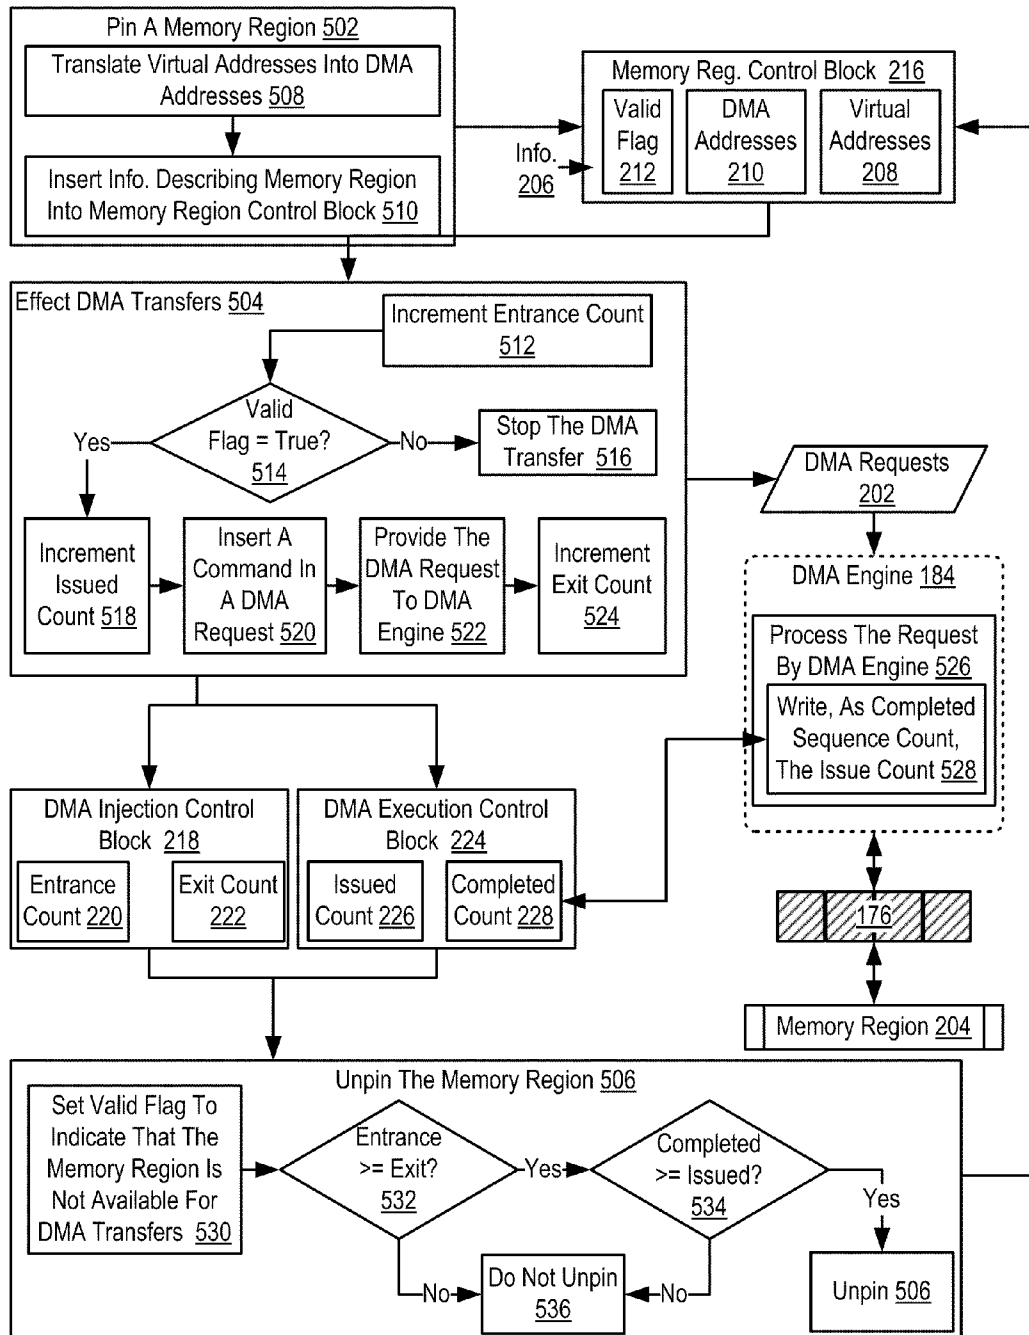 Pin A Memory Region 502
Translate Virtual Addresses Into DMA
Addresses 508
Insert Info. Describing Memory Region
Into Memory Region Control Block 510
Memory Reg. Control Block 216
Valid
Flag
212
DMA
Addresses
210
Virtual
Addresses
208
Info.
206
Effect DMA Transfers 504
Increment Entrance Count
512
Valid
Flag = True?
514
Yes
No
Stop The DMA
Transfer 516
Increment
Issued
Count 518
Insert A
Command In
A DMA
Request 520
Provide The
DMA Request
To DMA
Engine 522
Increment
Exit Count
524
DMA Requests
202
DMA Engine 184
Process The Request
By DMA Engine 526
Write, As Completed
Sequence Count,
The Issue Count 528
DMA Injection Control
Block 218
Entrance
Count 220
Exit Count
222
DMA Execution Control
Block 224
Issued
Count 226
Completed
Count 228
176
Memory Region 204
Unpin The Memory Region 506
Set Valid Flag To
Indicate That The
Memory Region Is
Not Available For
DMA Transfers 530
Entrance
>= Exit?
532
Yes
Completed
>= Issued?
534
Yes
No
Do Not Unpin
536
No
Unpin 506